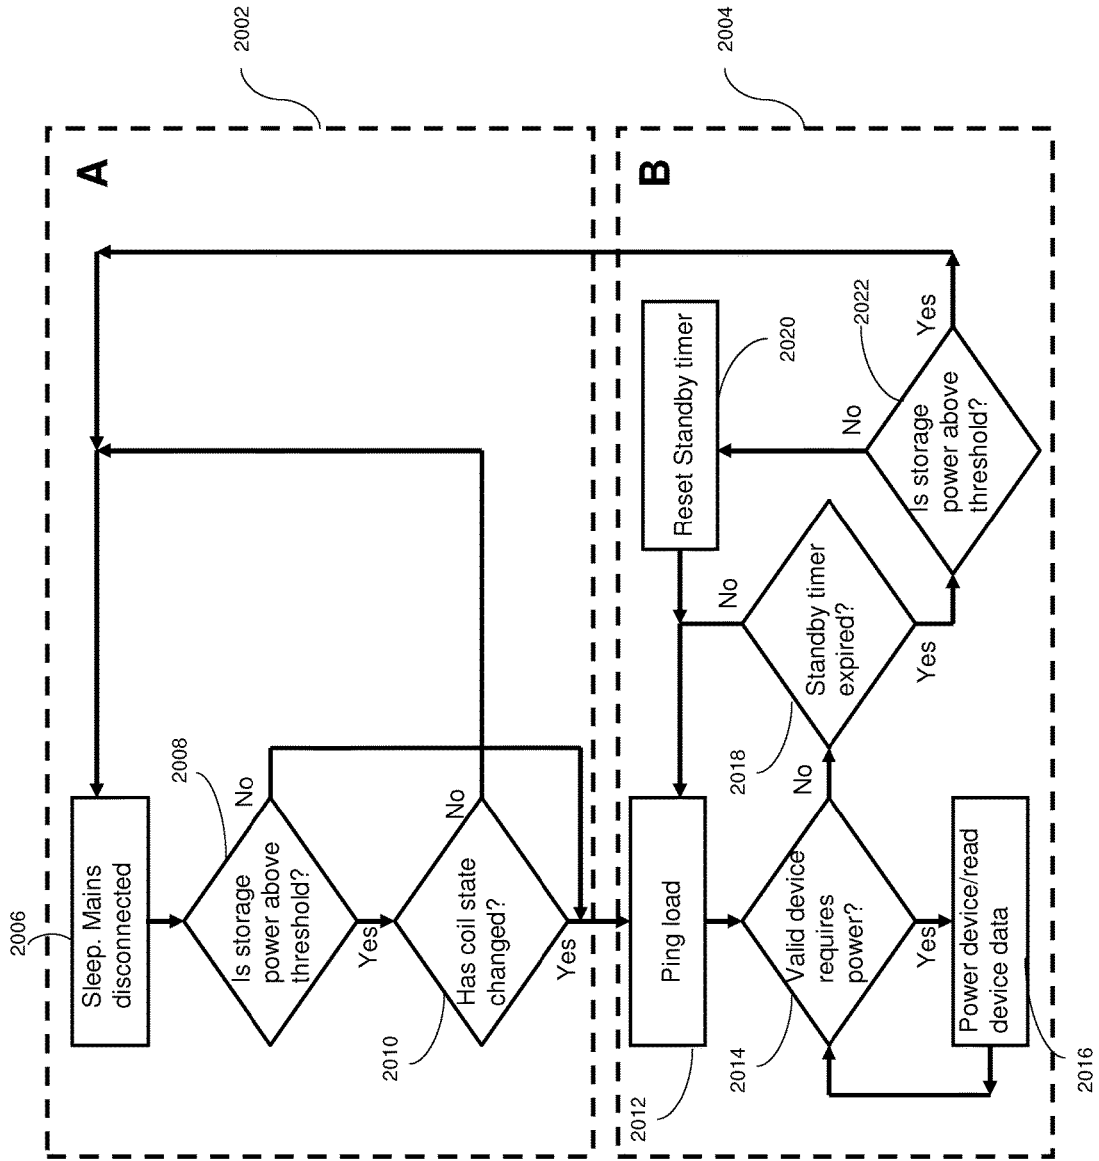 2002
A
2006
Sleep. Mains
disconnected
2008
Is storage
power above
threshold?
No
Yes
2010
Has coil state
changed?
No
Yes
2004
B
2012
Ping load
2014
Valid device
requires
power?
No
Yes
2016
Power device/read
device data
2018
Standby timer
expired?
No
Yes
2020
Reset Standby timer
2022
Is storage
power above
threshold?
No
Yes